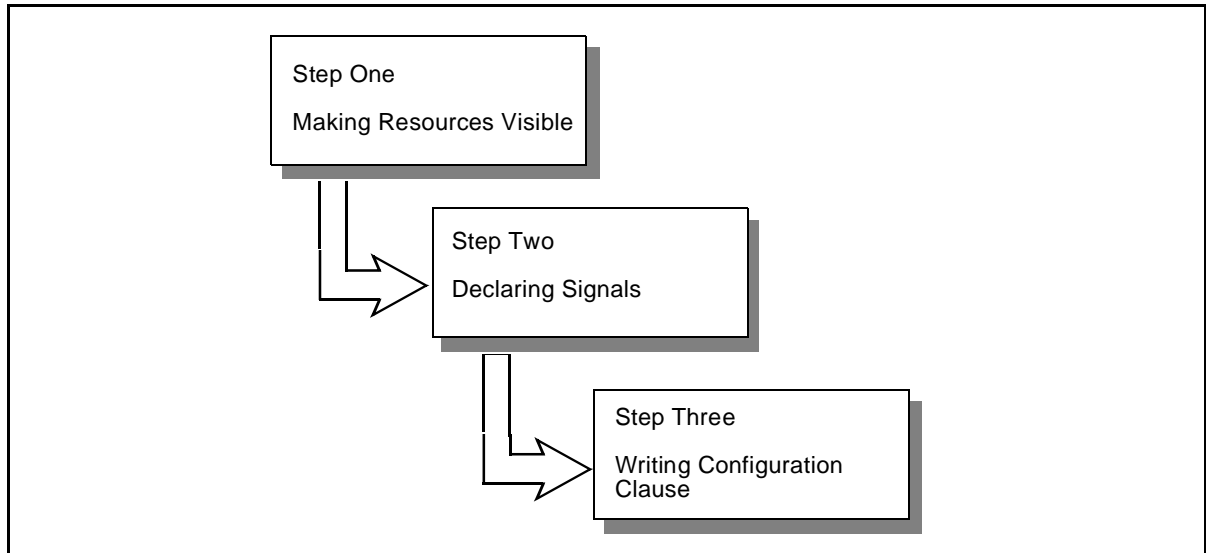 Step One
Making Resources Visible
Step Two
Declaring Signals
Step Three
Writing Configuration
Clause